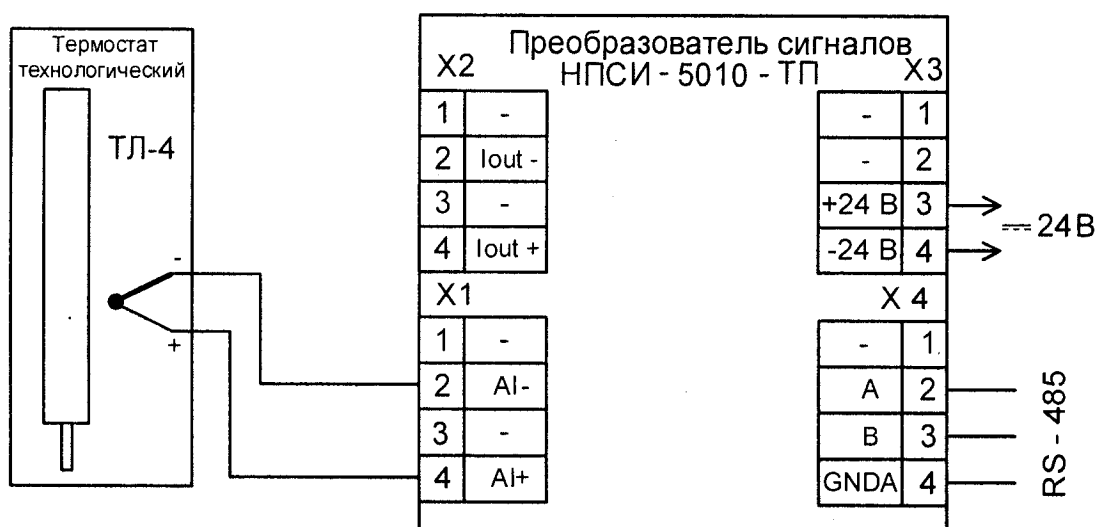 Термостат
технологический
ТЛ-4
-
+
Преобразователь сигналов
НПСИ - 5010 - ТП
X2
1 -
2 Iout -
3 -
4 Iout +
X1
1 -
2 AI-
3 -
4 AI+
X3
- 1
- 2
+24 В 3
-24 В 4
24В
X 4
- 1
A 2
B 3
GNDA 4
RS - 485